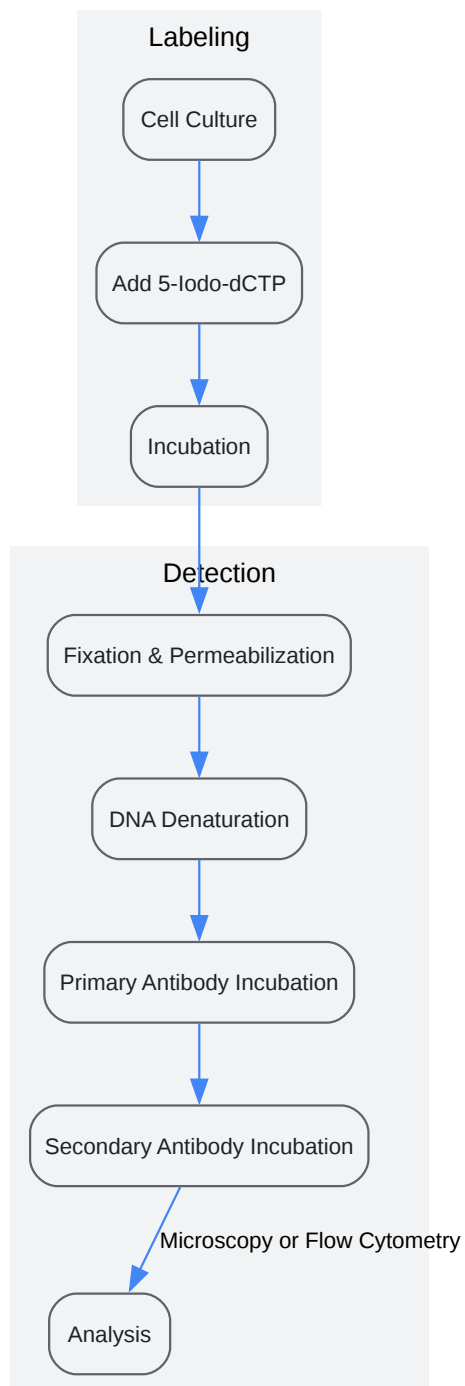 Labeling
Cell Culture
Add 5-Iodo-dCTP
Incubation
Detection
Fixation & Permeabilization
DNA Denaturation
Primary Antibody Incubation
Secondary Antibody Incubation
Microscopy or Flow Cytometry
Analysis